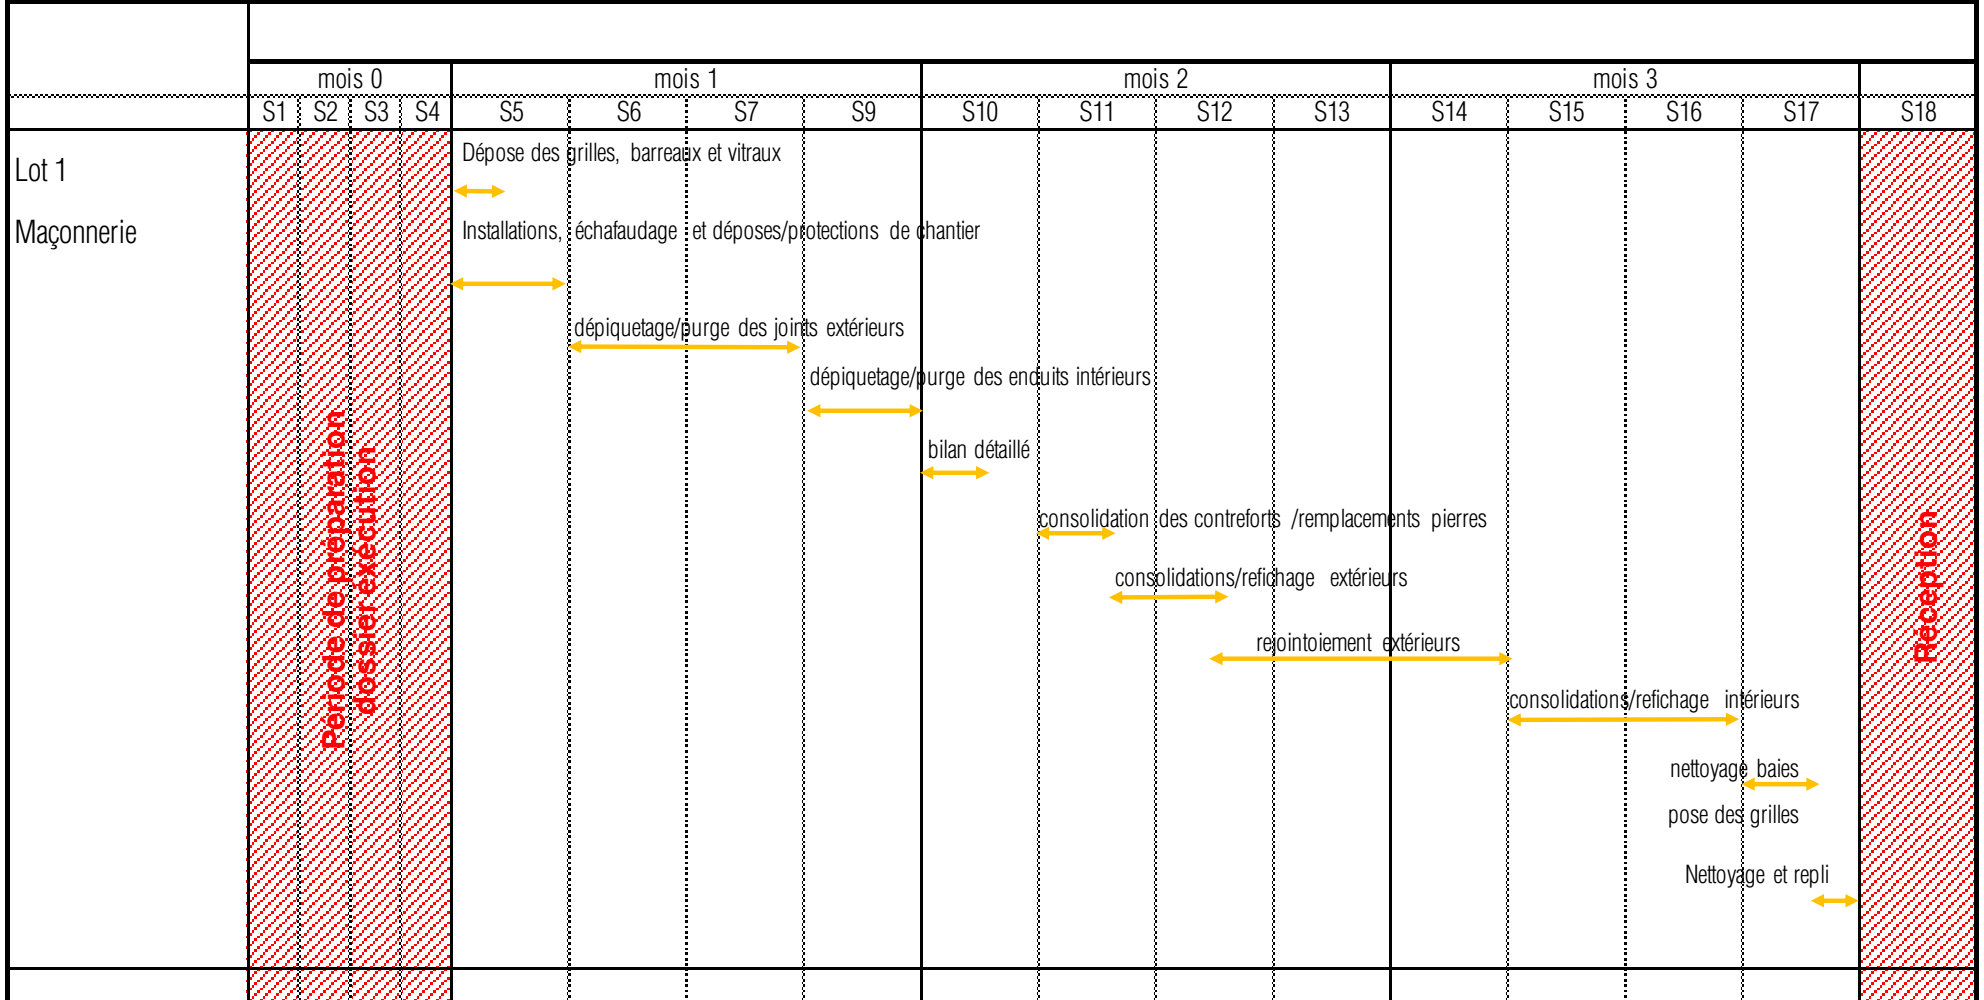 mois 0 mois 1 mois 2 mois 3
S1 S2 S3 S4 S5 S6 S7 S9 S10 S11 S12 S13 S14 S15 S16 S17 S18
Lot 1
Maçonnerie
Période de préparation
dossier exécution
Dépose des grilles, barreaux et vitraux
Installations, échafaudage et déposes/protections de chantier
dépiquetage/purge des joints extérieurs
dépiquetage/purge des enduits intérieurs
bilan détaillé
consolidation des contreforts /remplacements pierres
consolidations/refichage extérieurs
rejointoiement extérieurs
consolidations/refichage intérieurs
nettoyage baies
pose des grilles
Nettoyage et repli
Réception